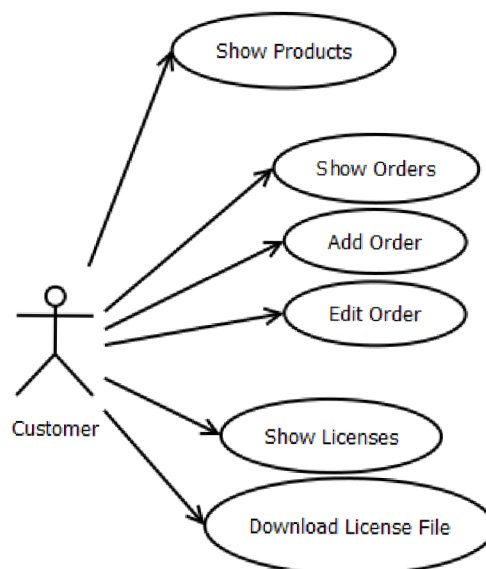 Show Products
Show Orders
Add Order
Edit Order
Customer
Show Licenses
Download License File